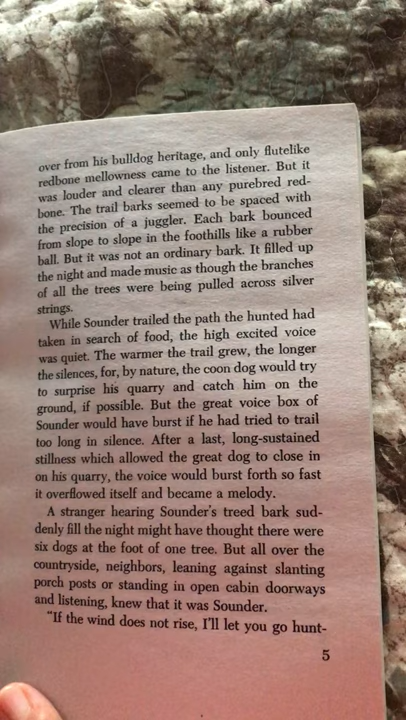 over from his bulldog heritage, and only flutelike
redbone mellowness came to the listener. But it
was louder and clearer than any purebred red-
bone. The trail barks seemed to be spaced with
the precision of a juggler. Each bark bounced
from slope to slope in the foothills like a rubber
ball. But it was not an ordinary bark. It filled up
the night and made music as though the branches
of all the trees were being pulled across silver
strings.
While Sounder trailed the path the hunted had
taken in search of food, the high excited voice
was quiet. The warmer the trail grew, the longer
the silences, for, by nature, the coon dog would try
to surprise his quarry and catch him on the
ground, if possible. But the great voice box of
Sounder would have burst if he had tried to trail
too long in silence. After a last, long-sustained
stillness which allowed the great dog to close in
on his quarry, the voice would burst forth so fast
it overflowed itself and became a melody.
A stranger hearing Sounder's treed bark sud-
denly fill the night might have thought there were
six dogs at the foot of one tree. But all over the
countryside, neighbors, leaning against slanting
porch posts or standing in open cabin doorways
and listening, knew that it was Sounder.
"If the wind does not rise, I'll let you go hunt-
5